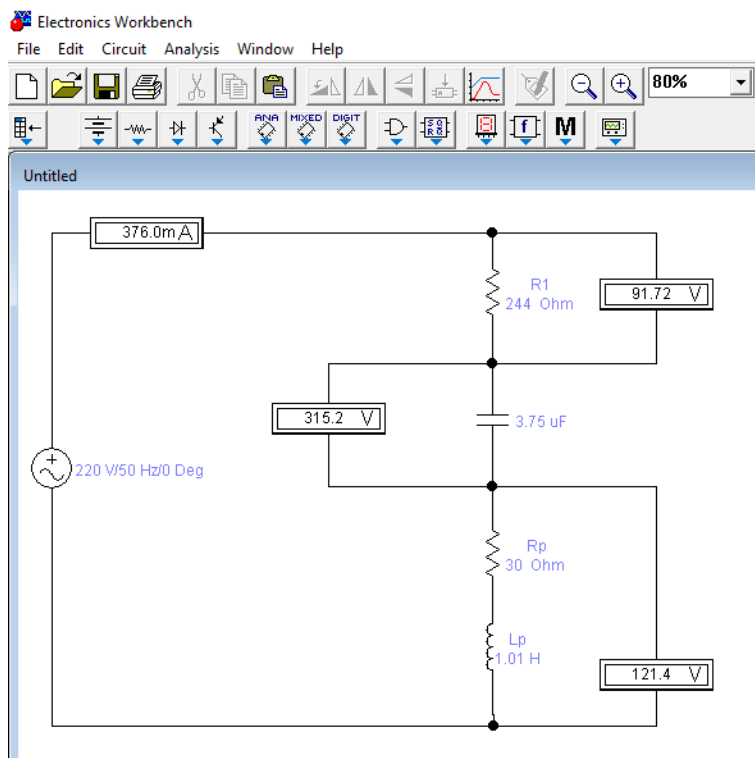 Electronics Workbench
File Edit Circuit Analysis Window Help
80%
ANA MIXED DIGIT
M
Untitled
376.0m A
R1
244 Ohm
91.72 V
315.2 V
3.75 uF
220 V/50 Hz/0 Deg
Rp
30 Ohm
Lp
1.01 H
121.4 V